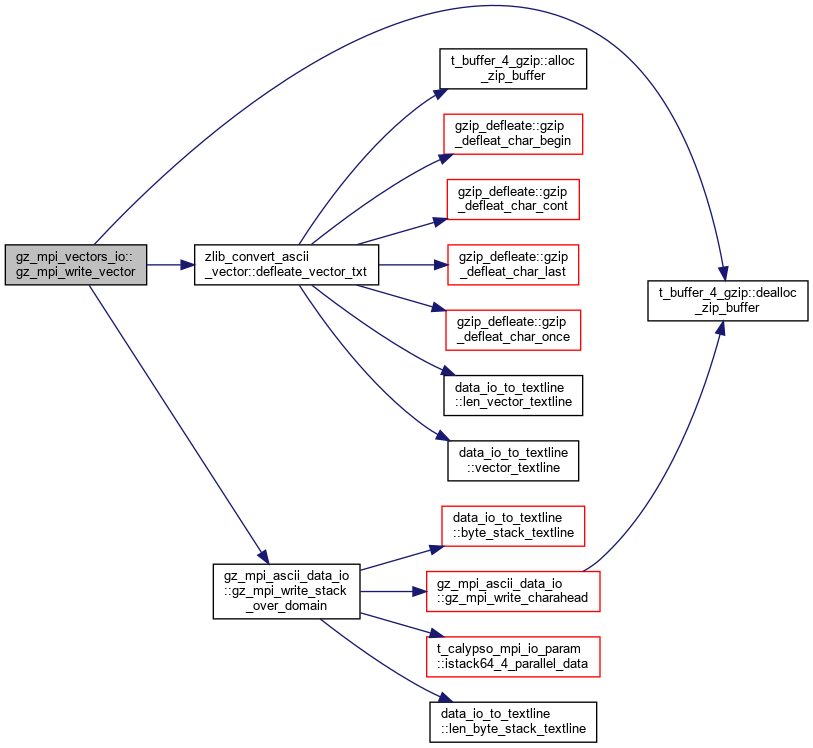 t_buffer_4_gzip::alloc
_zip_buffer
gzip_defleate::gzip
_defleat_char_begin
gzip_defleate::gzip
_defleat_char_cont
gz_mpi_vectors_io::
gz_mpi_write_vector
zlib_convert_ascii
_vector::defleate_vector_txt
gzip_defleate::gzip
_defleat_char_last
t_buffer_4_gzip::dealloc
_zip_buffer
gzip_defleate::gzip
_defleat_char_once
data_io_to_textline
::len_vector_textline
data_io_to_textline
::vector_textline
data_io_to_textline
::byte_stack_textline
gz_mpi_ascii_data_io
::gz_mpi_write_stack
_over_domain
gz_mpi_ascii_data_io
::gz_mpi_write_charahead
t_calypso_mpi_io_param
::istack64_4_parallel_data
data_io_to_textline
::len_byte_stack_textline